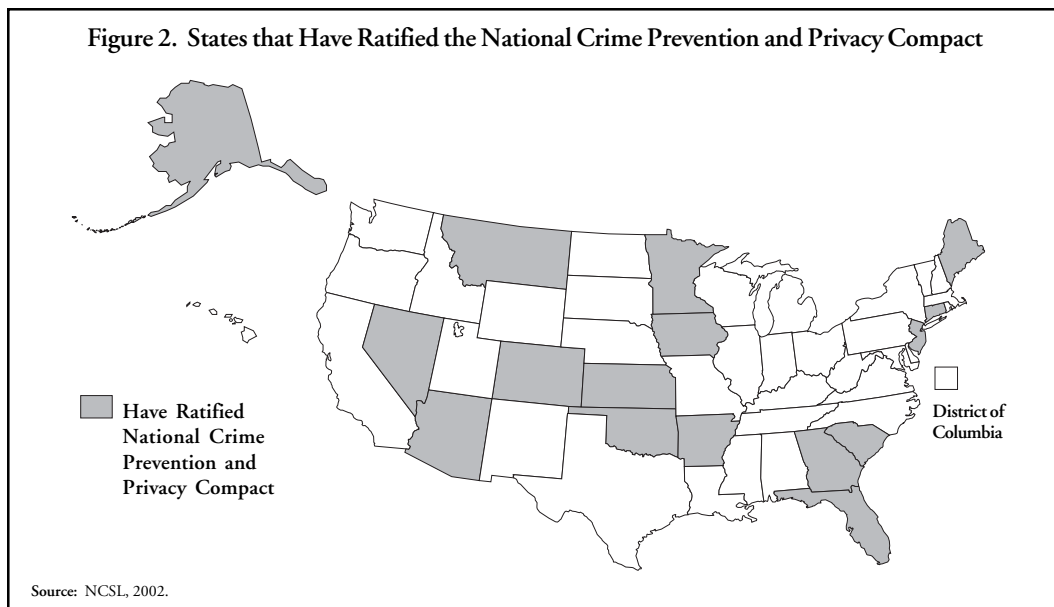 Figure 2. States that Have Ratified the National Crime Prevention and Privacy Compact
Have Ratified
National Crime
Prevention and
Privacy Compact
District of
Columbia
Source: NCSL, 2002.